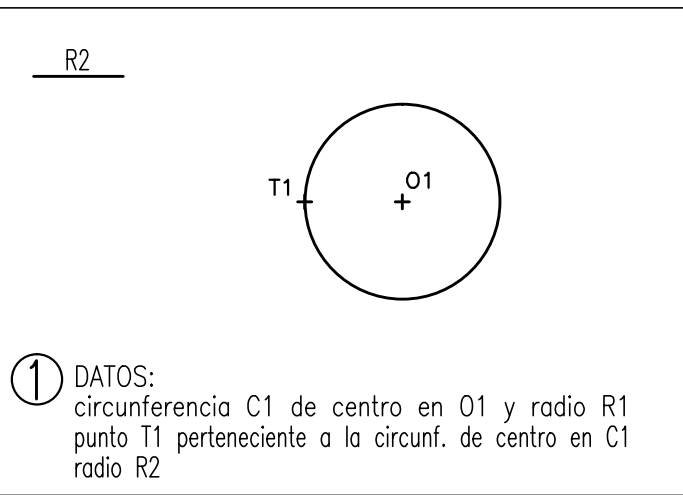 R2
T1
O1
1 DATOS:
circunferencia C1 de centro en O1 y radio R1
punto T1 perteneciente a la circunf. de centro en C1
radio R2